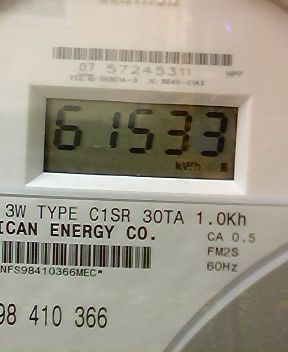 07 57245311 HPP
61533
kWh
3W TYPE C1SR 30TA 1.0Kh
ICAN ENERGY CO.
CA 0.5
FM2S
60Hz
NFS98410366MEC*
98 410 366